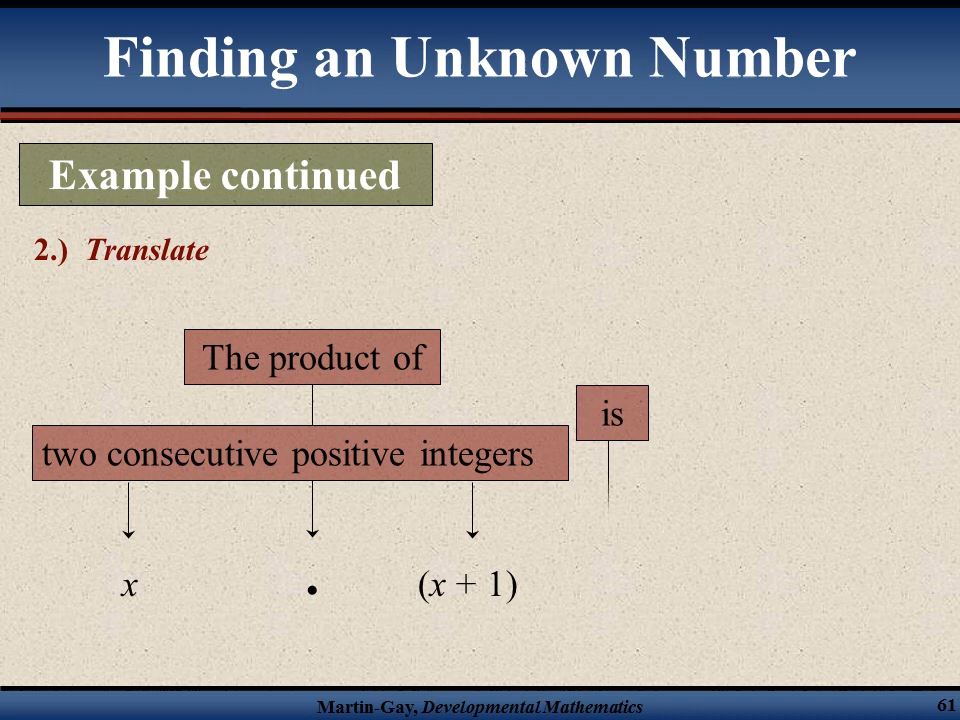 Finding an Unknown Number
Example continued
2.) Translate
The product of
is
two consecutive positive integers
x • (x + 1)
Martin-Gay, Developmental Mathematics 61